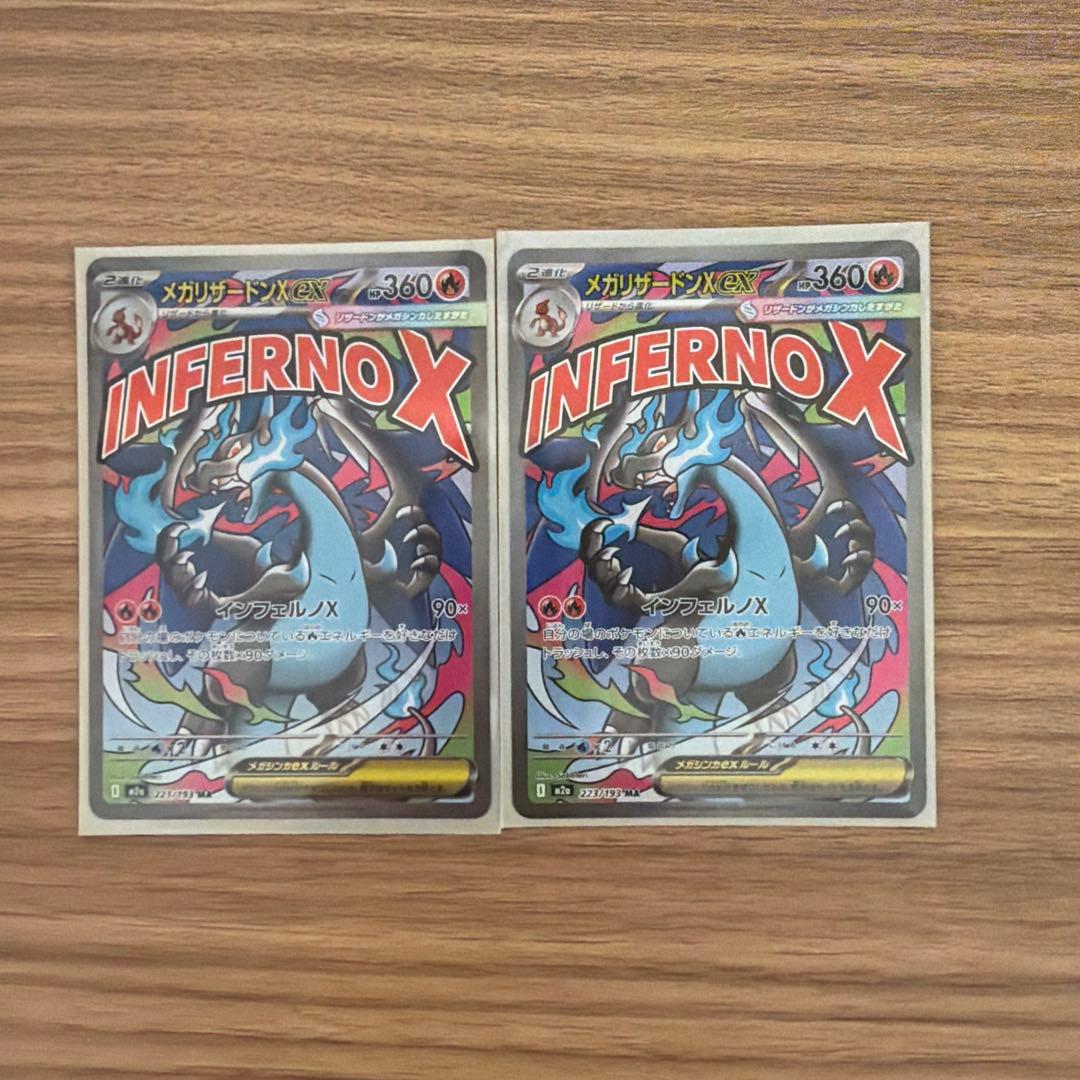 2進化
メガリザードンXex
HP360
リザードから進化
リザードンがメガシンカしたすがた
INFERNO X
インフェルノX 90×
自分の場のポケモンについているエネルギーを好きなだけ
トラッシュし、その枚数×90ダメージ。
×2
メガシンカexルール
m2a 223/193 MA
2進化
メガリザードンXex
HP360
リザードから進化
リザードンがメガシンカしたすがた
INFERNO X
インフェルノX 90×
自分の場のポケモンについているエネルギーを好きなだけ
トラッシュし、その枚数×90ダメージ。
×2
メガシンカexルール
Illus.
m2a 223/193 MA